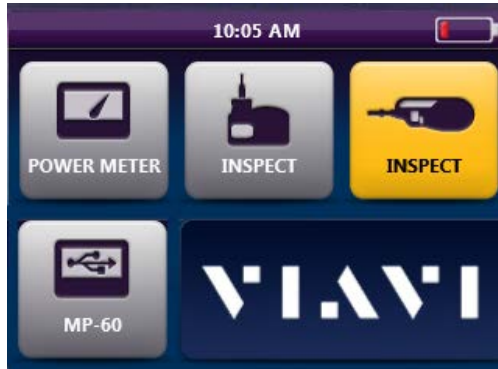 10:05 AM
POWER METER
INSPECT
INSPECT
MP-60
VIAVI